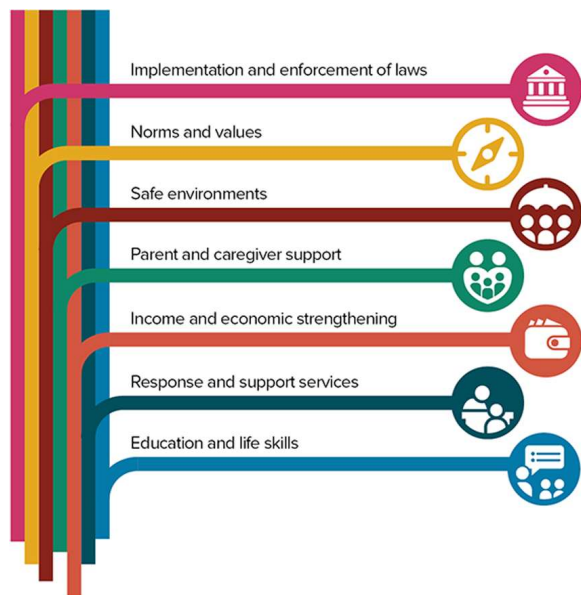 Implementation and enforcement of laws
Norms and values
Safe environments
Parent and caregiver support
Income and economic strengthening
Response and support services
Education and life skills